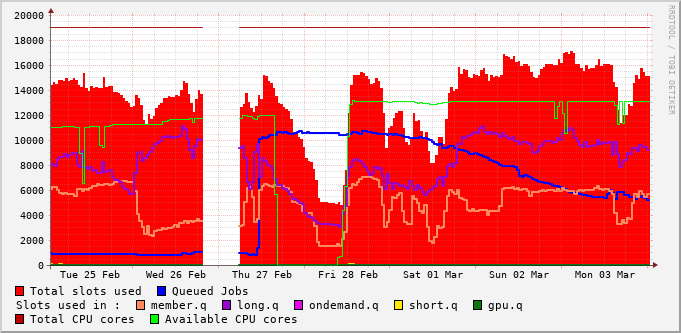 20000
18000
16000
14000
12000
10000
8000
6000
4000
2000
0
Tue 25 Feb Wed 26 Feb Thu 27 Feb Fri 28 Feb Sat 01 Mar Sun 02 Mar Mon 03 Mar
Total slots used Queued Jobs
Slots used in : member.q long.q ondemand.q short.q gpu.q
Total CPU cores Available CPU cores
RRDTOOL / TOBI OETIKER